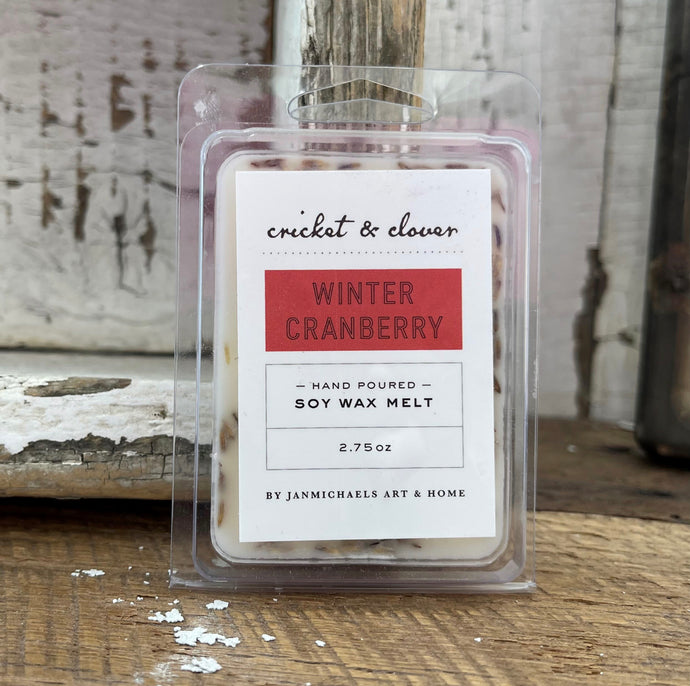 cricket & clover
WINTER
CRANBERRY
— HAND POURED —
SOY WAX MELT
2.75oz
BY JANMICHAELS ART & HOME